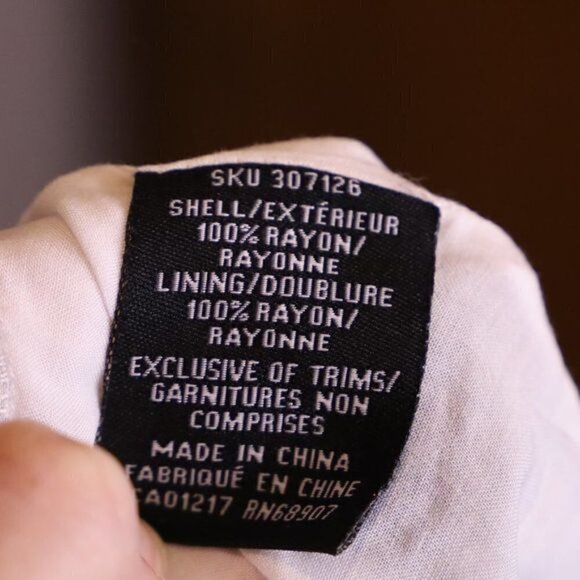 SKU 307126
SHELL/EXTÉRIEUR
100% RAYON/
RAYONNE
LINING/DOUBLURE
100% RAYON/
RAYONNE
EXCLUSIVE OF TRIMS/
GARNITURES NON
COMPRISES
MADE IN CHINA
FABRIQUÉ EN CHINE
CA01217 RN68907